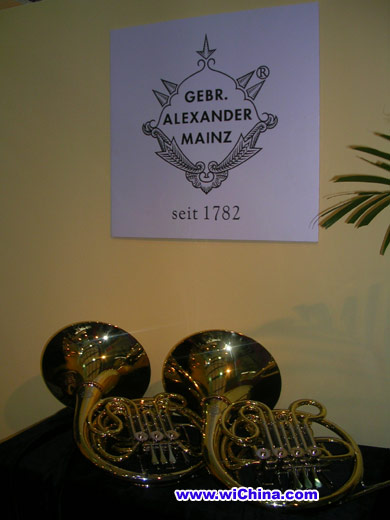 GEBR.
ALEXANDER
MAINZ
®
seit 1782
www.wiChina.com